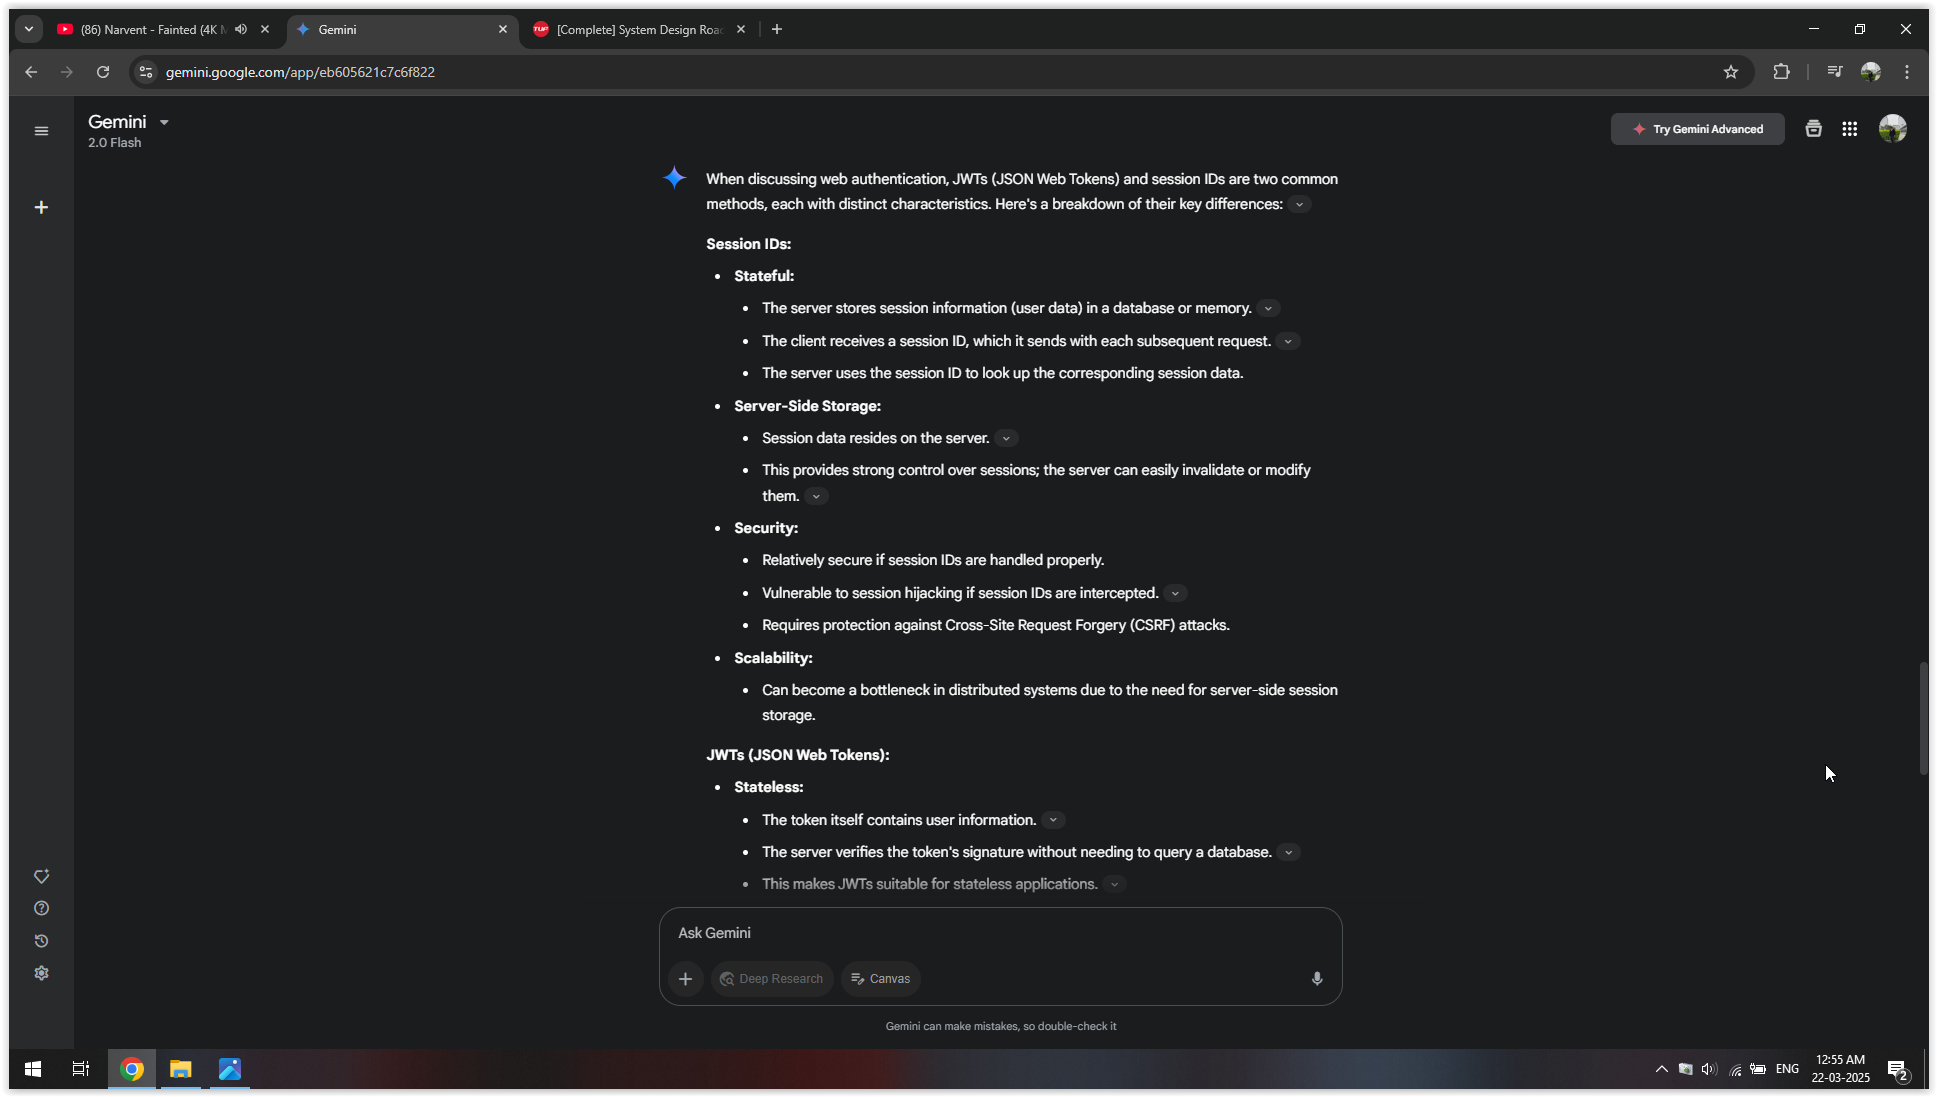 (86) Narvent - Fainted (4K M
Gemini
[Complete] System Design Road
gemini.google.com/app/eb605621c7c6f822
Gemini
2.0 Flash
Try Gemini Advanced
When discussing web authentication, JWTs (JSON Web Tokens) and session IDs are two common
methods, each with distinct characteristics. Here's a breakdown of their key differences:
Session IDs:
• Stateful:
• The server stores session information (user data) in a database or memory.
• The client receives a session ID, which it sends with each subsequent request.
• The server uses the session ID to look up the corresponding session data.
• Server-Side Storage:
• Session data resides on the server.
• This provides strong control over sessions; the server can easily invalidate or modify
them.
• Security:
• Relatively secure if session IDs are handled properly.
• Vulnerable to session hijacking if session IDs are intercepted.
• Requires protection against Cross-Site Request Forgery (CSRF) attacks.
• Scalability:
• Can become a bottleneck in distributed systems due to the need for server-side session
storage.
JWTs (JSON Web Tokens):
• Stateless:
• The token itself contains user information.
• The server verifies the token's signature without needing to query a database.
• This makes JWTs suitable for stateless applications.
Ask Gemini
Deep Research
Canvas
Gemini can make mistakes, so double-check it
ENG
12:55 AM
22-03-2025
2